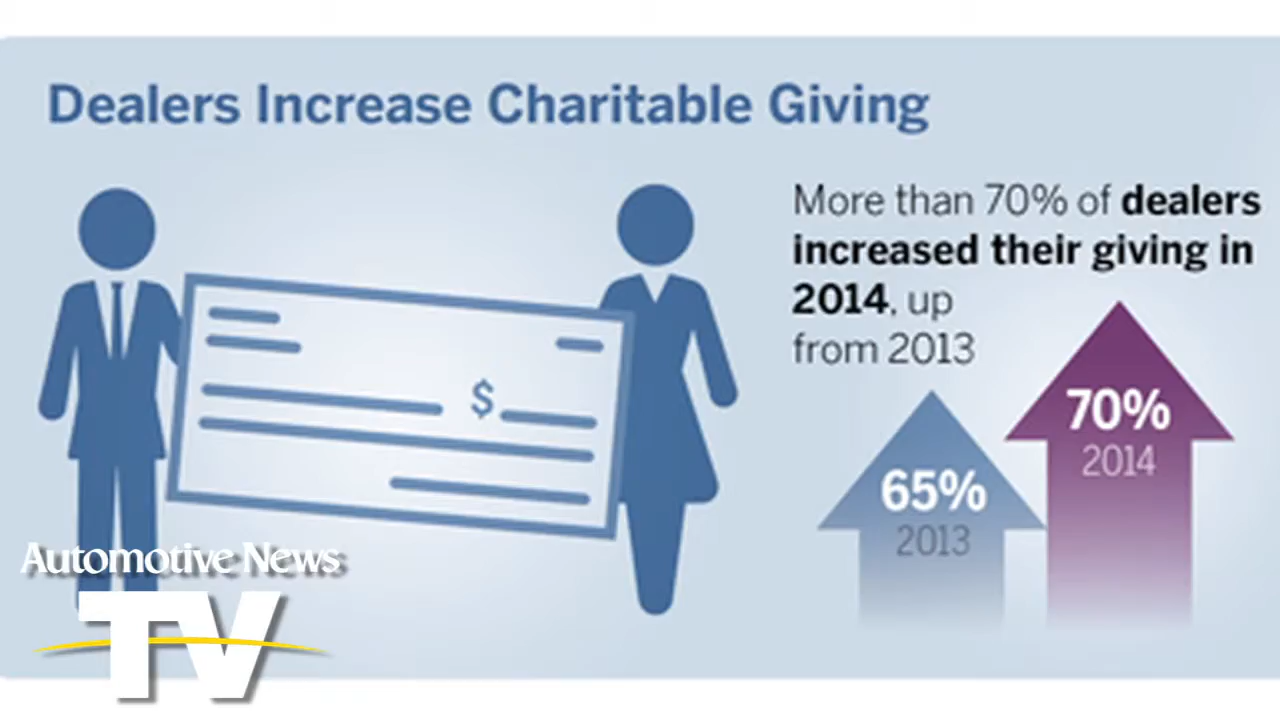 Dealers Increase Charitable Giving
More than 70% of dealers
increased their giving in
2014, up
from 2013
$
70%
2014
65%
2013
Automotive News
TV